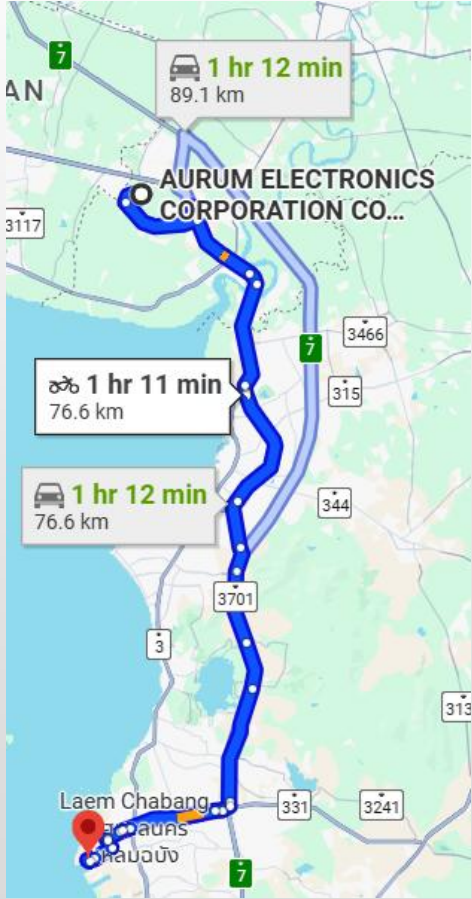 7
1 hr 12 min
89.1 km
AN
AURUM ELECTRONICS
CORPORATION CO...
3117
3466
7
1 hr 11 min
76.6 km
315
1 hr 12 min
76.6 km
344
3701
3
313
Laem Chabang
331
3241
7